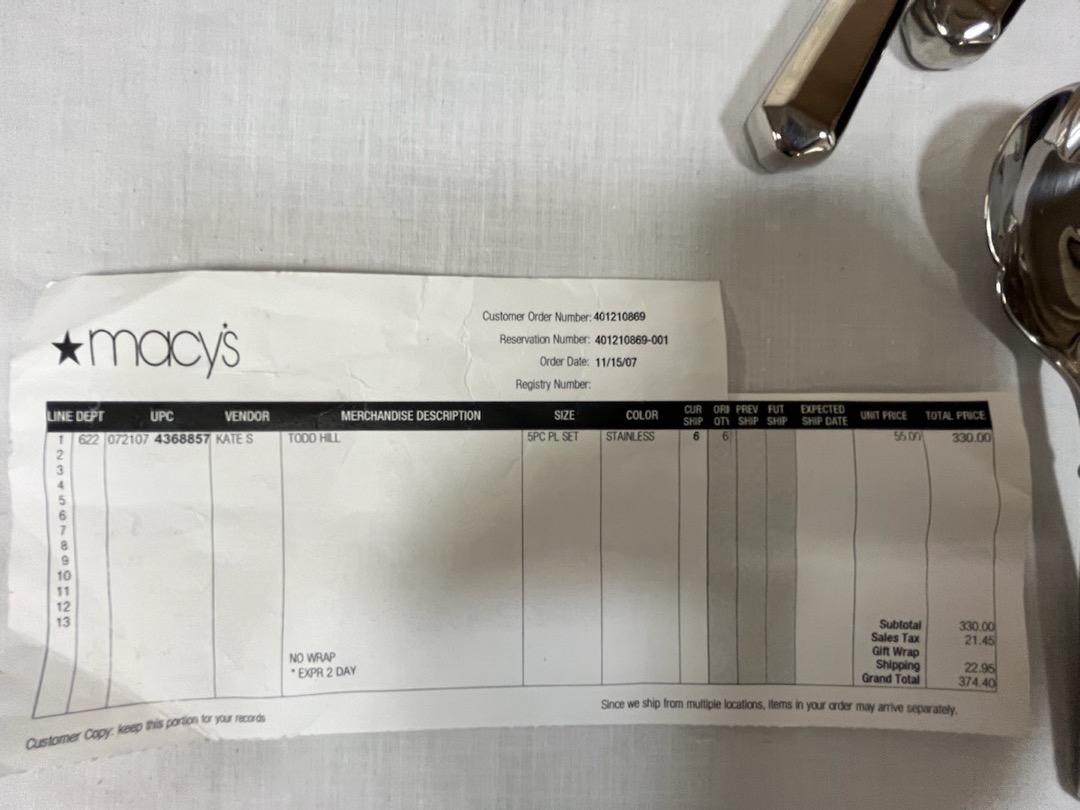 ★macy's
Customer Order Number: 401210869
Reservation Number: 401210869-001
Order Date: 11/15/07
Registry Number:
LINE DEPT UPC VENDOR MERCHANDISE DESCRIPTION SIZE COLOR CUR SHIP ORI QTY PREV SHIP FUT SHIP EXPECTED SHIP DATE UNIT PRICE TOTAL PRICE
1 622 072107 4368857 KATE S TODD HILL 5PC PL SET STAINLESS 6 6 55.00 330.00
2
3
4
5
6
7
8
9
10
11
12
13
Subtotal 330.00
Sales Tax 21.45
Gift Wrap
NO WRAP
Shipping 22.95
* EXPR 2 DAY
Grand Total 374.40
Customer Copy: keep this portion for your records
Since we ship from multiple locations, items in your order may arrive separately.